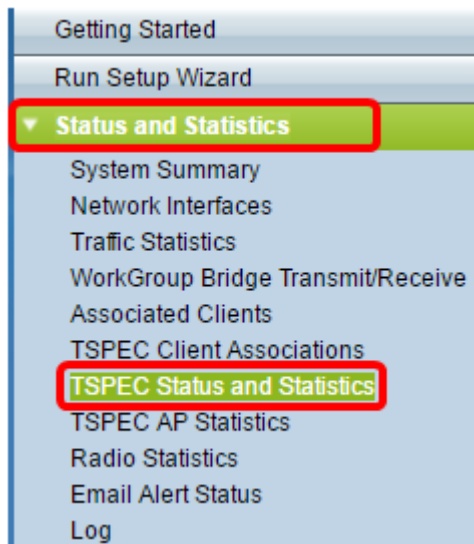 Getting Started
Run Setup Wizard
Status and Statistics
System Summary
Network Interfaces
Traffic Statistics
WorkGroup Bridge Transmit/Receive
Associated Clients
TSPEC Client Associations
TSPEC Status and Statistics
TSPEC AP Statistics
Radio Statistics
Email Alert Status
Log